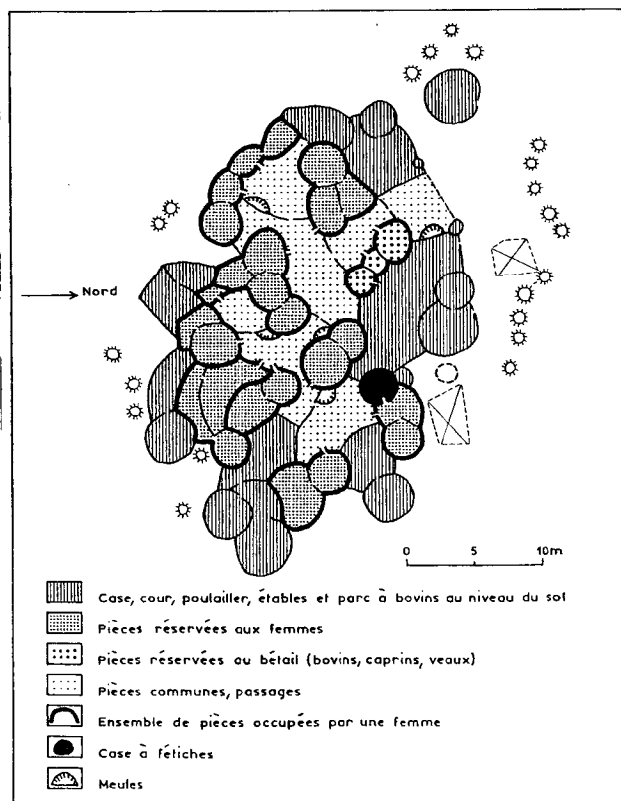 Nord
0 5 10m
Case, cour, poulailler, étables et parc à bovins au niveau du sol
Pièces réservées aux femmes
Pièces réservées au bétail (bovins, caprins, veaux)
Pièces communes, passages
Ensemble de pièces occupées par une femme
Case à fétiches
Meules